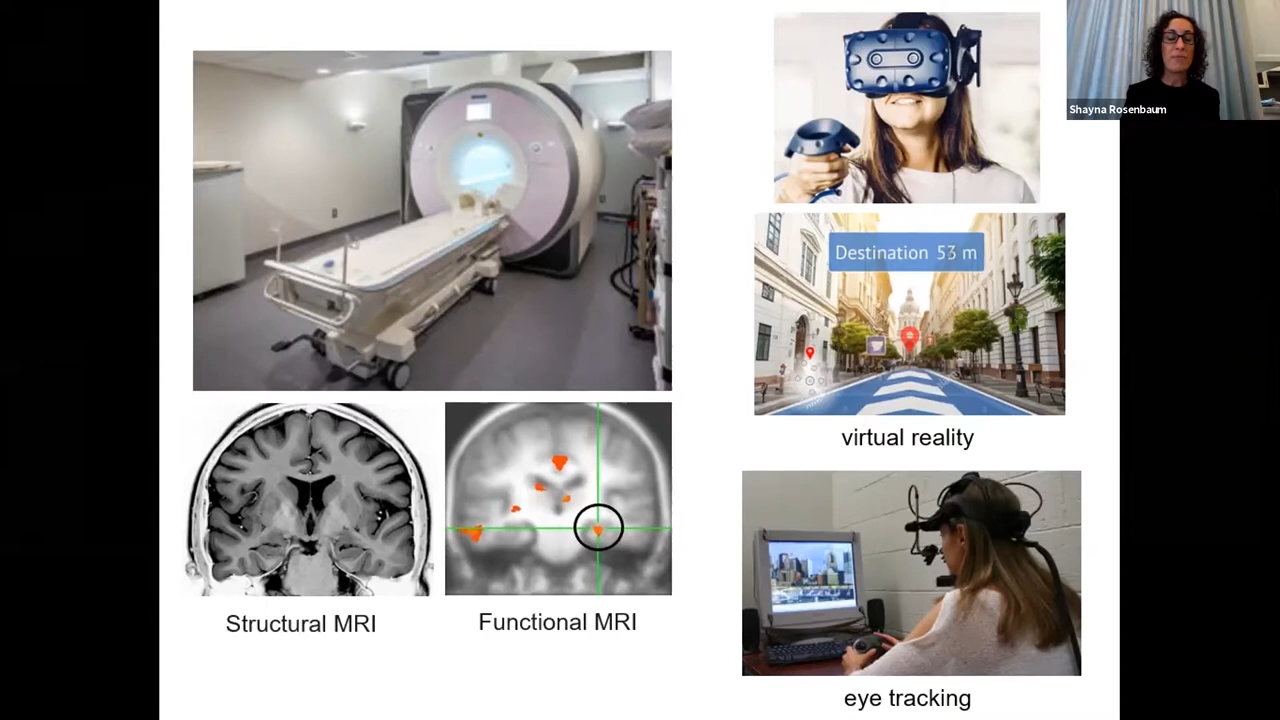 Shayna Rosenbaum
Destination 53 m
virtual reality
Structural MRI
Functional MRI
eye tracking